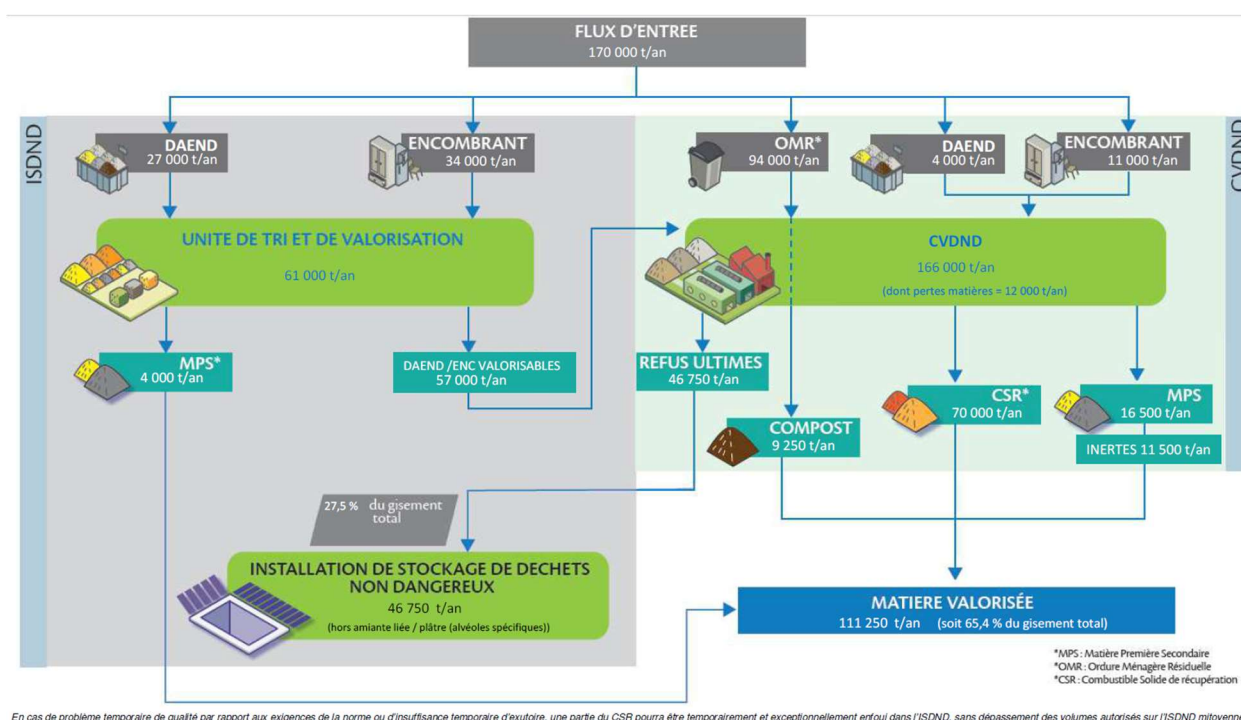 FLUX D'ENTREE
170 000 t/an
ISDND
CVDND
DAEND
27 000 t/an
ENCOMBRANT
34 000 t/an
OMR*
94 000 t/an
DAEND
4 000 t/an
ENCOMBRANT
11 000 t/an
UNITE DE TRI ET DE VALORISATION
61 000 t/an
CVDND
166 000 t/an
(dont pertes matières = 12 000 t/an)
MPS*
4 000 t/an
DAEND /ENC VALORISABLES
57 000 t/an
REFUS ULTIMES
46 750 t/an
COMPOST
9 250 t/an
CSR*
70 000 t/an
MPS
16 500 t/an
INERTES 11 500 t/an
27,5 % du gisement
total
INSTALLATION DE STOCKAGE DE DECHETS
NON DANGEREUX
46 750 t/an
(hors amiante liée / plâtre (alvéoles spécifiques))
MATIERE VALORISÉE
111 250 t/an (soit 65,4 % du gisement total)
*MPS : Matière Première Secondaire
*OMR : Ordure Ménagère Résiduelle
*CSR : Combustible Solide de récupération
En cas de problème temporaire de qualité par rapport aux exigences de la norme ou d'insuffisance temporaire d'exutoire, une partie du CSR pourra être temporairement et exceptionnellement enfoui dans l'ISDND, sans dépassement des volumes autorisés sur l'ISDND